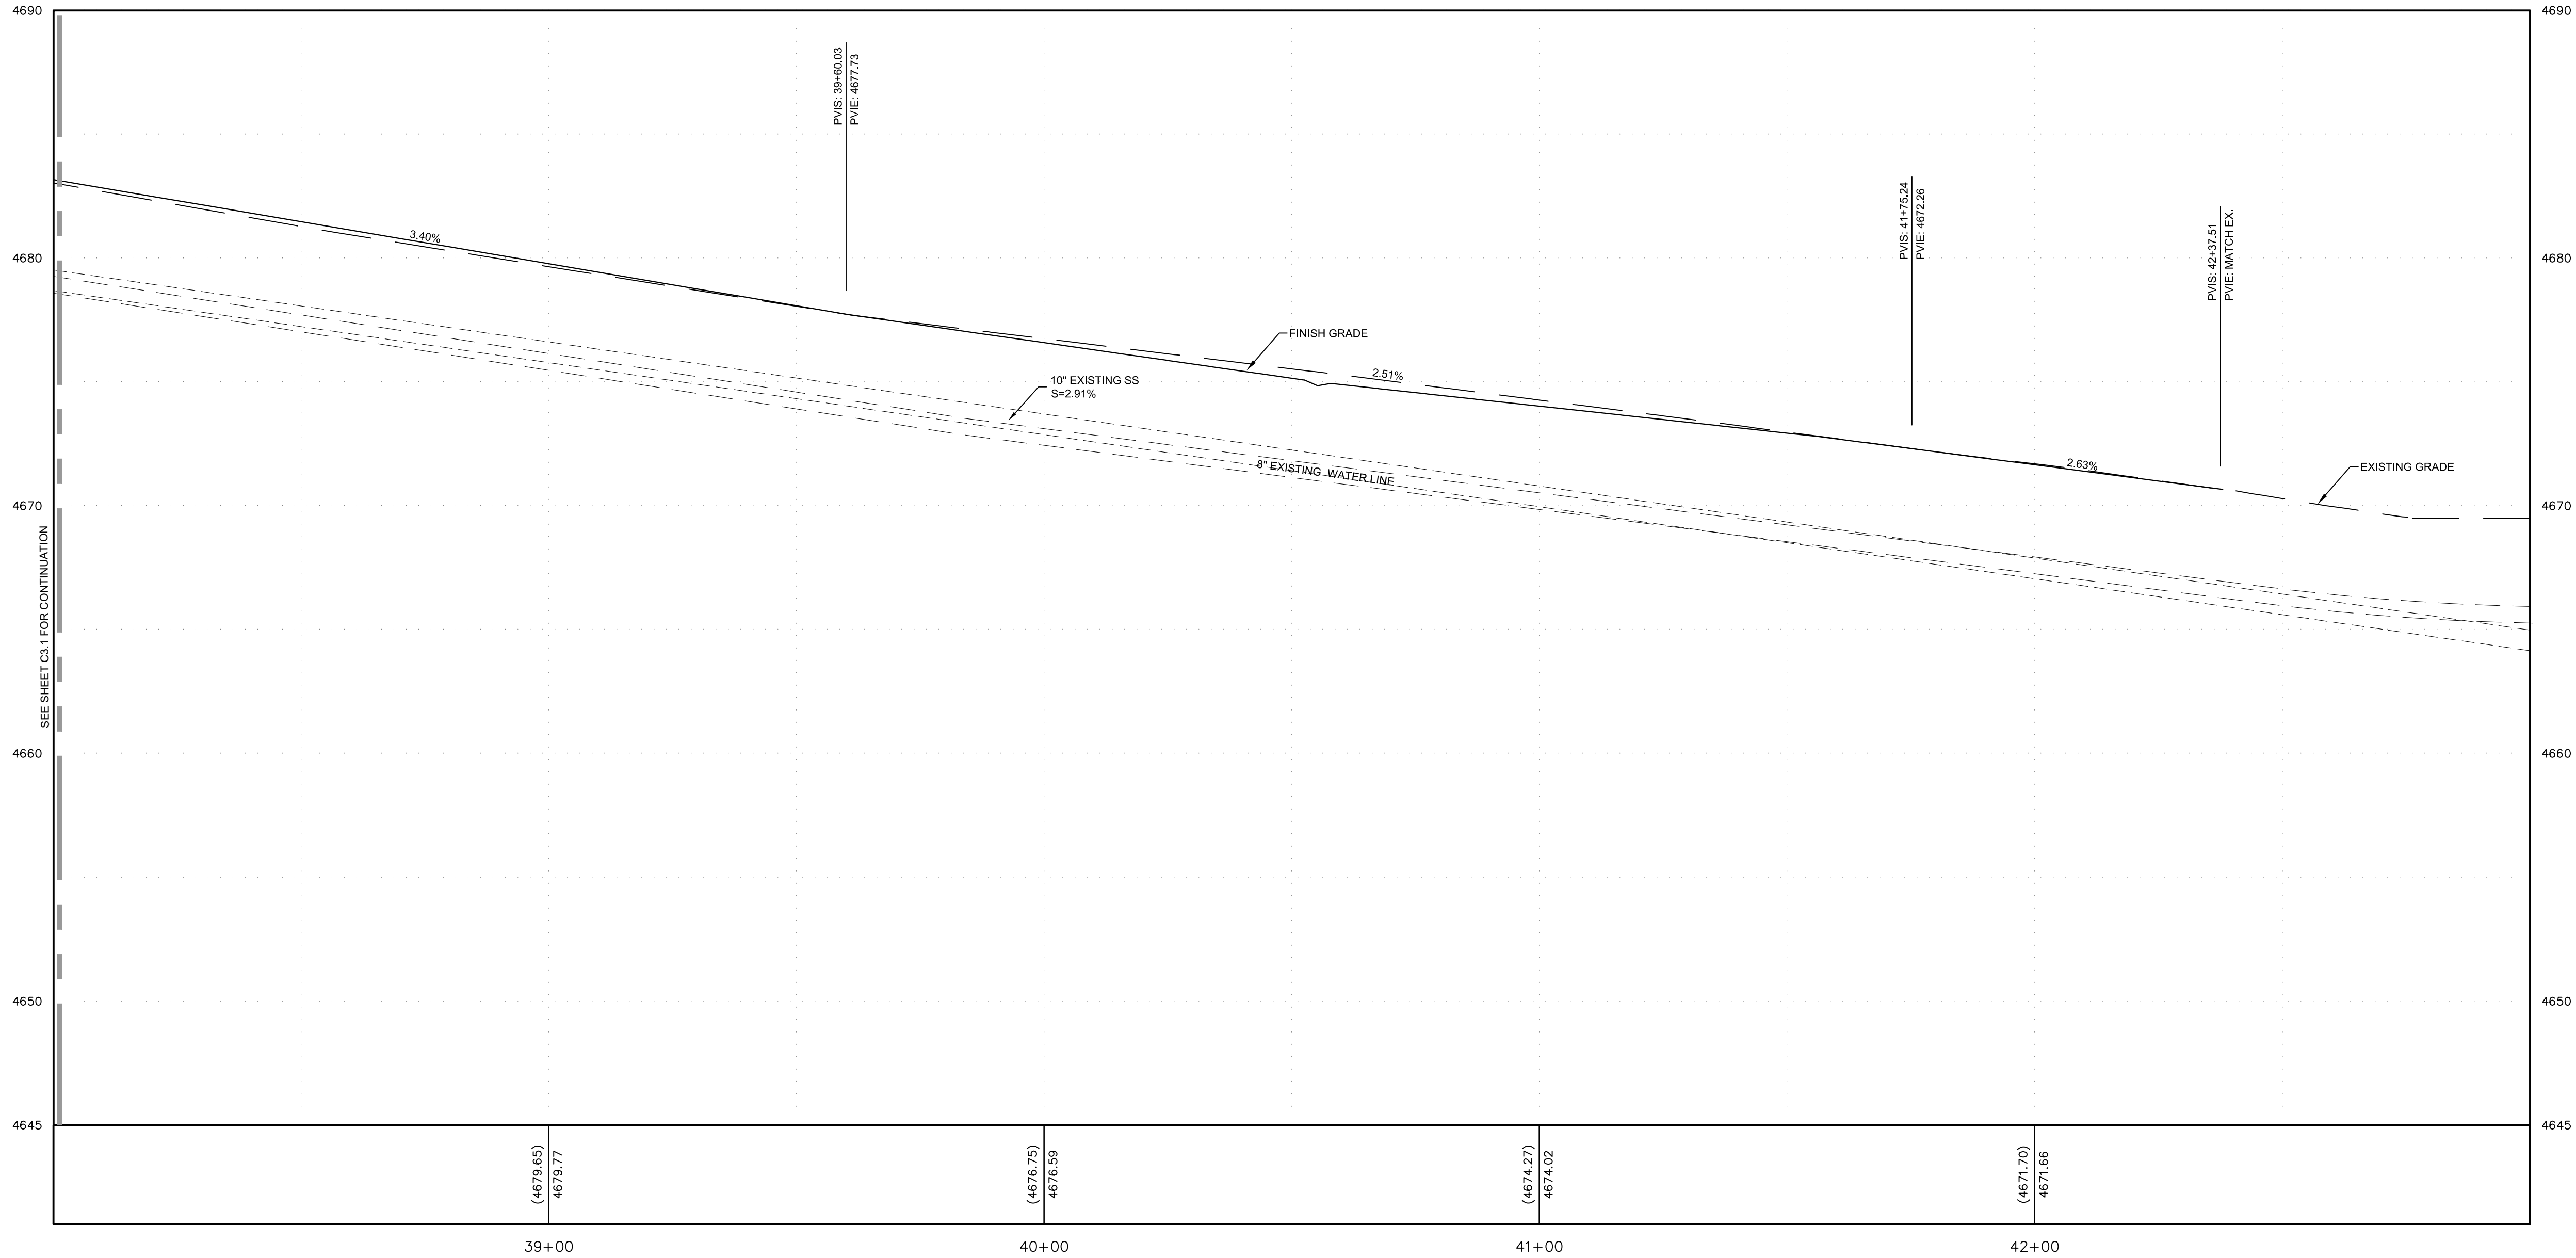 4690
4690
PVIS: 39+60.03
PVIE: 4677.73
PVIS: 41+75.24
PVIE: 4672.26
PVIS: 42+37.51
PVIE: MATCH EX.
3.40%
4680
4680
FINISH GRADE
2.51%
10" EXISTING SS
S=2.91%
8" EXISTING WATER LINE
2.63%
EXISTING GRADE
4670
4670
SEE SHEET C3.1 FOR CONTINUATION
4660
4660
4650
4650
4645
4645
(4679.65)
4679.77
(4676.75)
4676.59
(4674.27)
4674.02
(4671.70)
4671.66
39+00
40+00
41+00
42+00